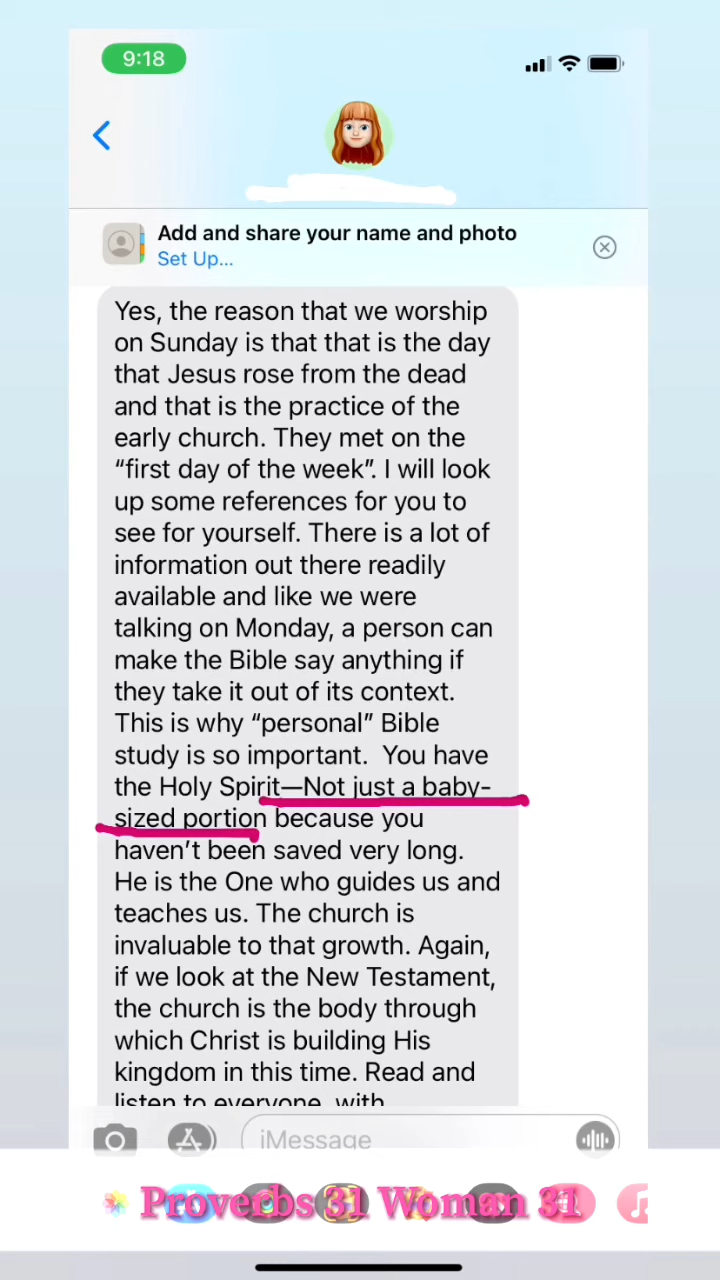 9:18
Add and share your name and photo
Set Up...
Yes, the reason that we worship
on Sunday is that that is the day
that Jesus rose from the dead
and that is the practice of the
early church. They met on the
“first day of the week”. I will look
up some references for you to
see for yourself. There is a lot of
information out there readily
available and like we were
talking on Monday, a person can
make the Bible say anything if
they take it out of its context.
This is why “personal” Bible
study is so important.  You have
the Holy Spirit—Not just a baby-
sized portion because you
haven’t been saved very long.
He is the One who guides us and
teaches us. The church is
invaluable to that growth. Again,
if we look at the New Testament,
the church is the body through
which Christ is building His
kingdom in this time. Read and
listen to everyone, with
iMessage
Proverbs 31 Woman 31